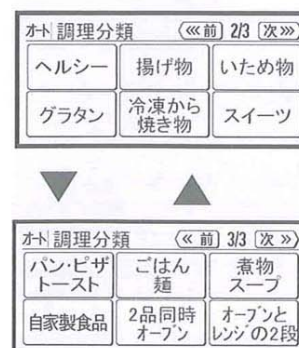 オート 調理分類 《前 2/3 次》
ヘルシー 揚げ物 いため物
グラタン 冷凍から焼き物 スイーツ
オート 調理分類 《前 3/3 次》
パン・ピザ ごはん 煮物
トースト 麺 スープ
自家製食品 2品同時 オーブンと
オーブン レンジの2段